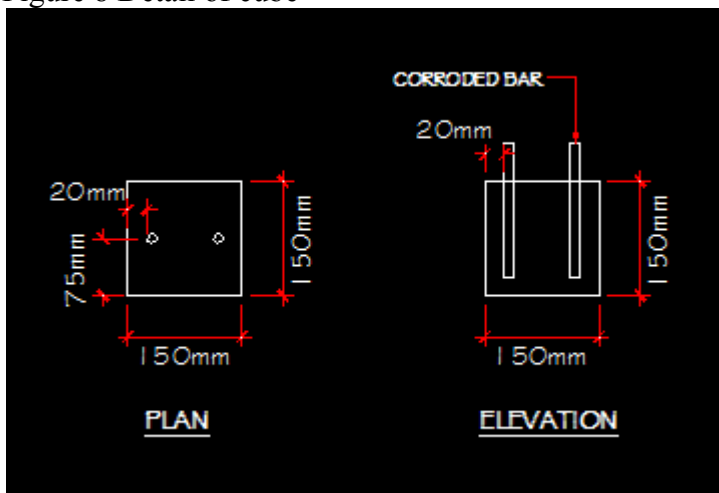 Figure 6 Detail of cube
CORRODED BAR
20mm
20mm
75mm
150mm
150mm
150mm
150mm
PLAN
ELEVATION